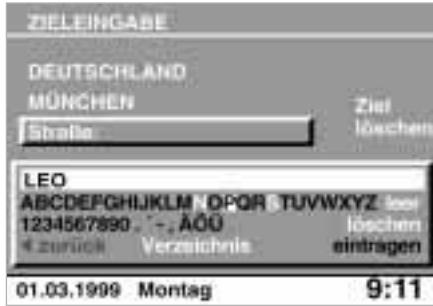 ZIELEINGABE
DEUTSCHLAND
MÜNCHEN
Ziel
Straße
löschen
LEO
ABCDEFGHIJKLMNOPQRSTUVWXYZ leer
1234567890.´-,ÄÖÜ löschen
zurück Verzeichnis eintragen
01.03.1999 Montag 9:11